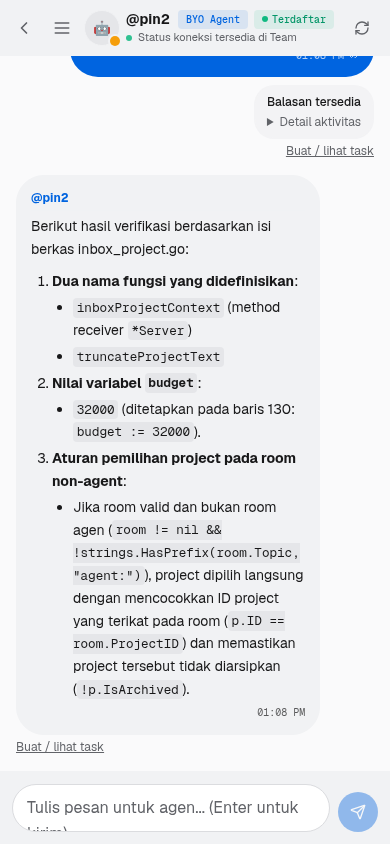 @pin2 BYO Agent Terdaftar
Status koneksi tersedia di Team
Balasan tersedia
▶ Detail aktivitas
Buat / lihat task
@pin2
Berikut hasil verifikasi berdasarkan isi
berkas inbox_project.go:
1. Dua nama fungsi yang didefinisikan:
• inboxProjectContext (method
receiver *Server)
• truncateProjectText
2. Nilai variabel budget:
• 32000 (ditetapkan pada baris 130:
budget := 32000).
3. Aturan pemilihan project pada room
non-agent:
• Jika room valid dan bukan room
agen (room != nil &&
!strings.HasPrefix(room.Topic,
"agent:")), project dipilih langsung
dengan mencocokkan ID project
yang terikat pada room (p.ID ==
room.ProjectID) dan memastikan
project tersebut tidak diarsipkan
(!p.IsArchived).
01:08 PM
Buat / lihat task
Tulis pesan untuk agen... (Enter untuk